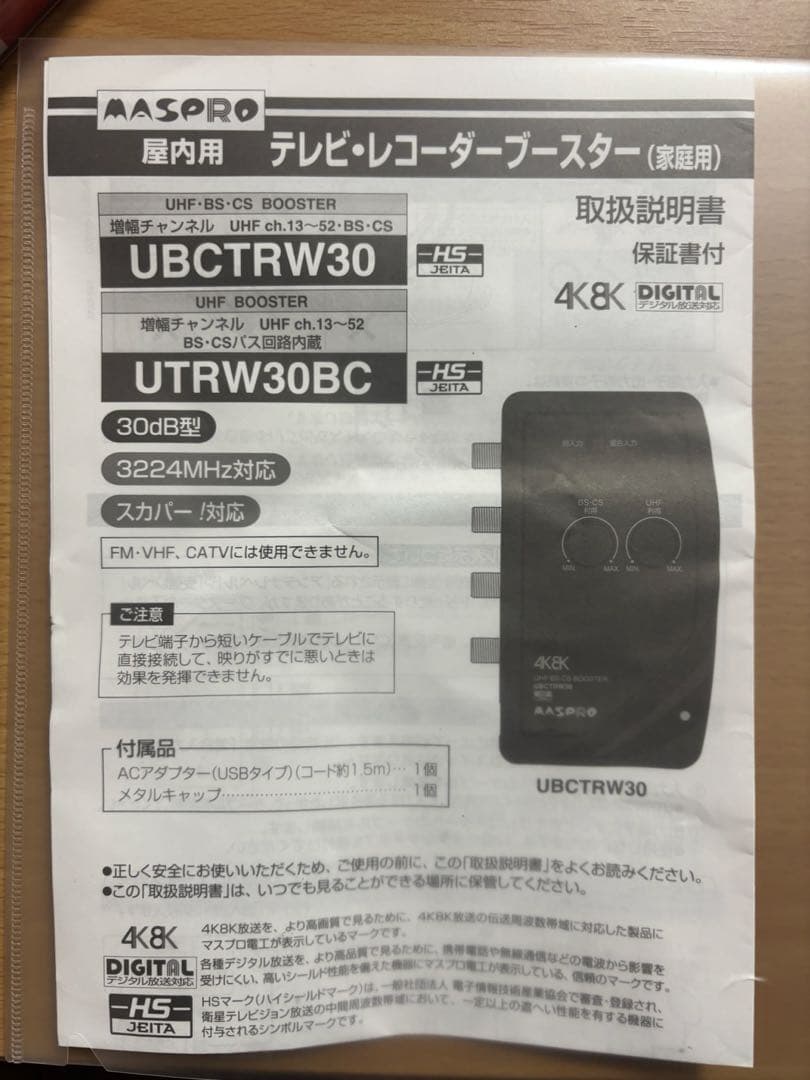 MASPRO
屋内用 テレビ・レコーダーブースター(家庭用)
UHF・BS・CS BOOSTER
増幅チャンネル UHF ch.13〜52・BS・CS
UBCTRW30
HS
JEITA
取扱説明書
保証書付
4K8K DIGITAL
デジタル放送対応
UHF BOOSTER
増幅チャンネル UHF ch.13〜52
BS・CSパス回路内蔵
UTRW30BC
HS
JEITA
30dB型
3224MHz対応
スカパー!対応
FM・VHF、CATVには使用できません。
ご注意
テレビ端子から短いケーブルでテレビに
直接接続して、映りがすでに悪いときは
効果を発揮できません。
付属品
ACアダプター(USBタイプ)(コード約1.5m)… 1個
メタルキャップ…………………………… 1個
混合入力
BS・CS
利得
UHF
利得
MIN. MAX. MIN. MAX.
4K8K
UHF・BS・CS BOOSTER
UBCTRW30
MASPRO
UBCTRW30
●正しく安全にお使いいただくため、ご使用の前に、この「取扱説明書」をよくお読みください。
●この「取扱説明書」は、いつでも見ることができる場所に保管してください。
4K8K
4K8K放送を、より高画質で見るために、4K8K放送の伝送周波数帯域に対応した製品に
マスプロ電工が表示しているマークです。
DIGITAL
デジタル放送対応
各種デジタル放送を、より高品質で見るために、携帯電話や無線通信などの電波から影響を
受けにくい、高いシールド性能を備えた機器にマスプロ電工が表示している、信頼のマークです。
HS
JEITA
HSマーク(ハイシールドマーク)は、一般社団法人 電子情報技術産業協会で審査・登録され、
衛星テレビジョン放送の中間周波数帯域において、一定以上の遮へい性能を有する機器に
付与されるシンボルマークです。